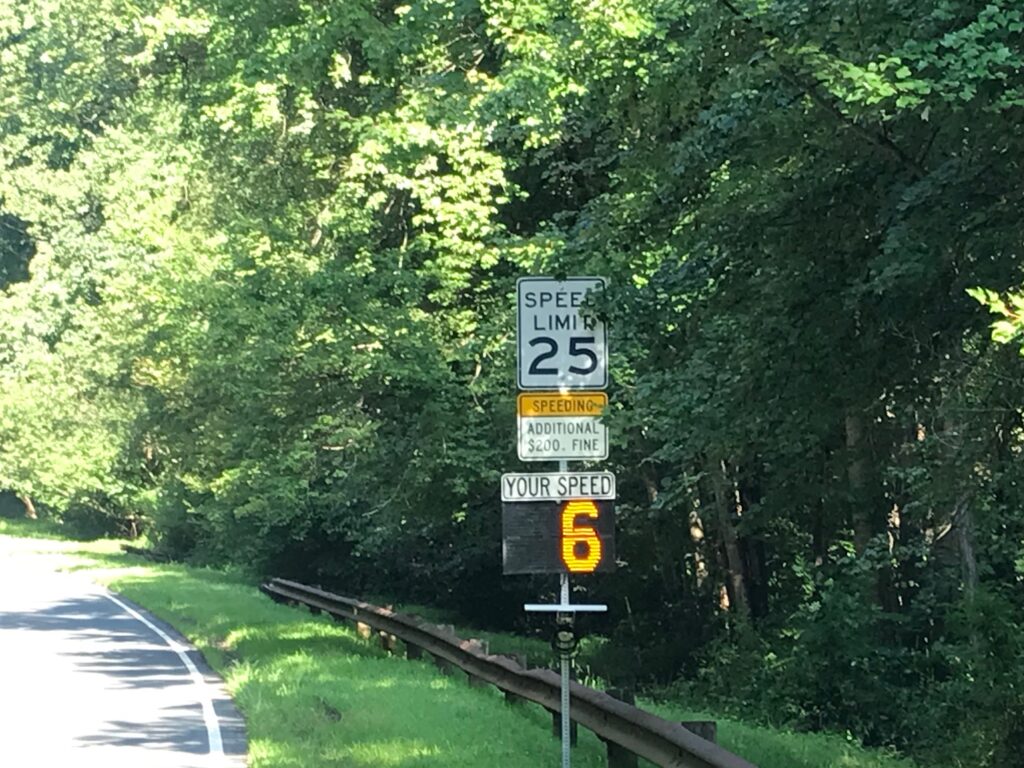 SPEED
LIMIT
25
SPEEDING
ADDITIONAL
$200. FINE
YOUR SPEED
6